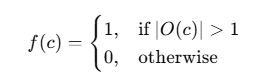 f(c) = { 1, if |O(c)| > 1
0, otherwise